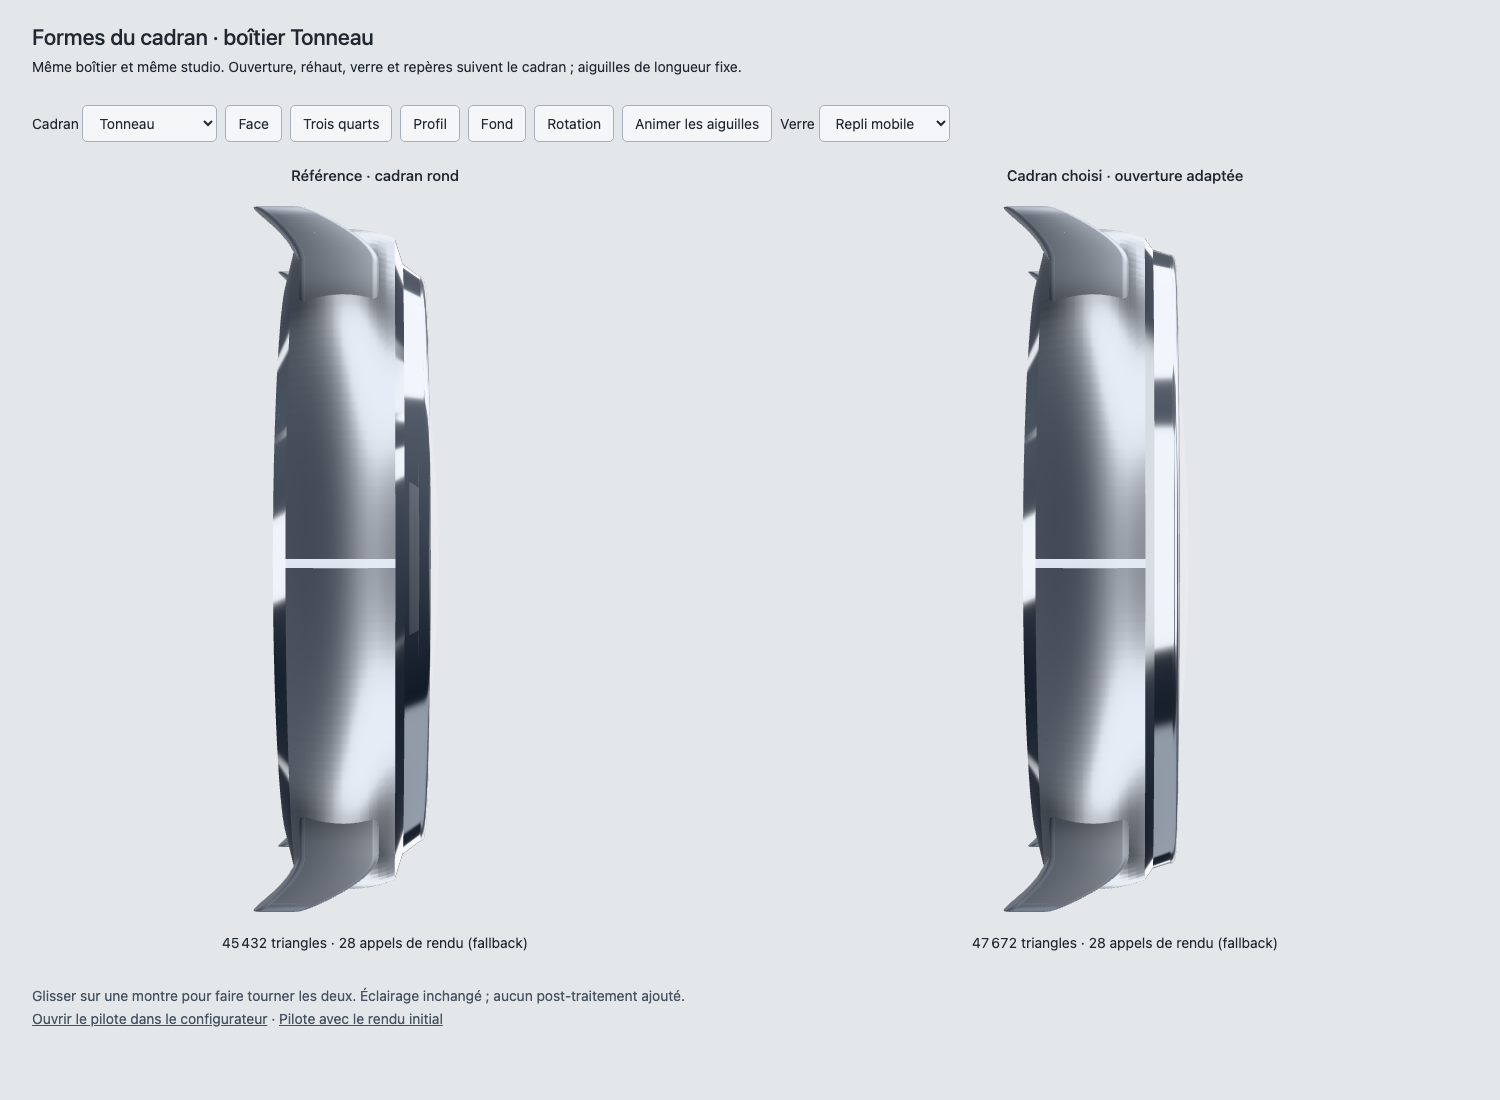 Formes du cadran · boîtier Tonneau
Même boîtier et même studio. Ouverture, réhaut, verre et repères suivent le cadran ; aiguilles de longueur fixe.
Cadran Tonneau Face Trois quarts Profil Fond Rotation Animer les aiguilles Verre Repli mobile
Référence · cadran rond
Cadran choisi · ouverture adaptée
45 432 triangles · 28 appels de rendu (fallback)
47 672 triangles · 28 appels de rendu (fallback)
Glisser sur une montre pour faire tourner les deux. Éclairage inchangé ; aucun post-traitement ajouté.
Ouvrir le pilote dans le configurateur · Pilote avec le rendu initial